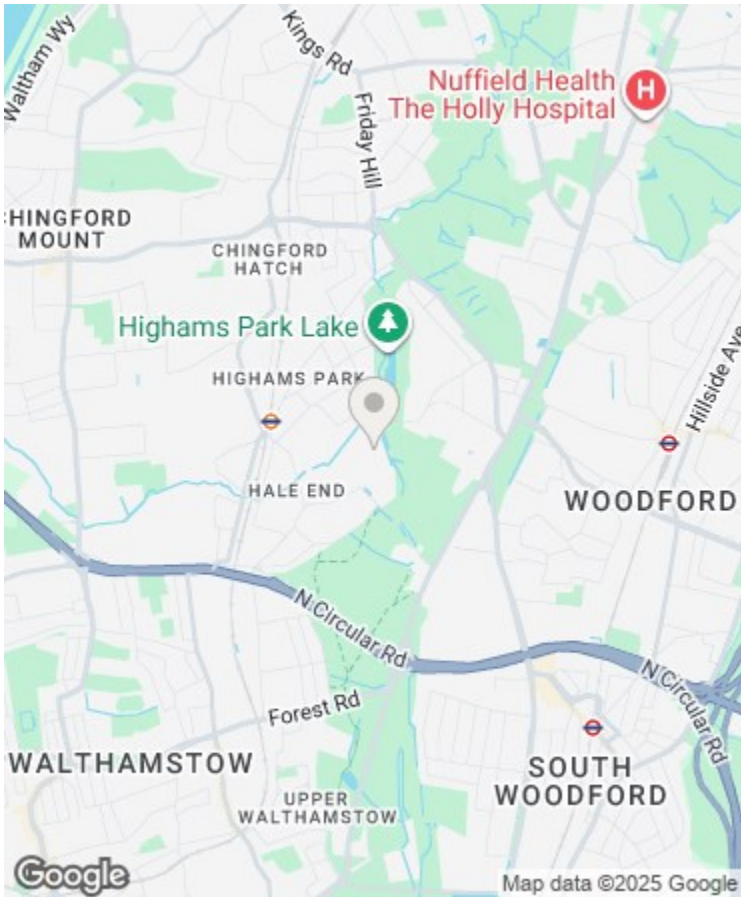 Waltham Wy
Kings Rd
Friday Hill
Nuffield Health
The Holly Hospital
H
CHINGFORD
MOUNT
CHINGFORD
HATCH
Highams Park Lake
HIGHAMS PARK
Hillside Ave
HALE END
WOODFORD
N Circular Rd
N Circular Rd
Forest Rd
WALTHAMSTOW
SOUTH
WOODFORD
UPPER
WALTHAMSTOW
Google
Map data ©2025 Google